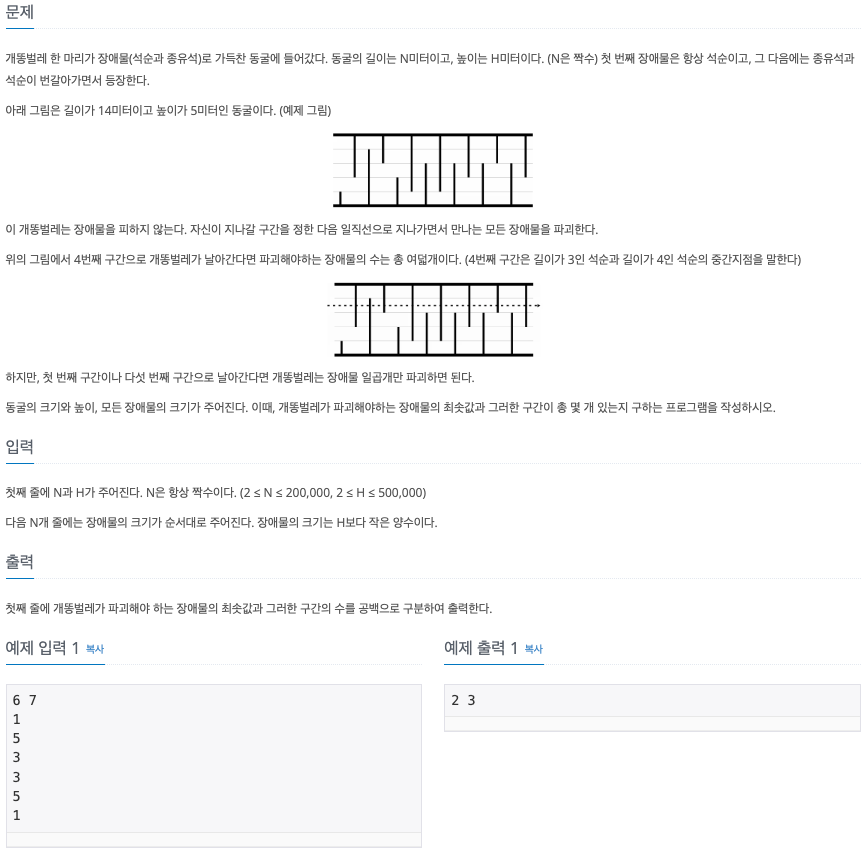 문제
개똥벌레 한 마리가 장애물(석순과 종유석)로 가득찬 동굴에 들어갔다. 동굴의 길이는 N미터이고, 높이는 H미터이다. (N은 짝수) 첫 번째 장애물은 항상 석순이고, 그 다음에는 종유석과
석순이 번갈아가면서 등장한다.
아래 그림은 길이가 14미터이고 높이가 5미터인 동굴이다. (예제 그림)
이 개똥벌레는 장애물을 피하지 않는다. 자신이 지나갈 구간을 정한 다음 일직선으로 지나가면서 만나는 모든 장애물을 파괴한다.
위의 그림에서 4번째 구간으로 개똥벌레가 날아간다면 파괴해야하는 장애물의 수는 총 여덟개이다. (4번째 구간은 길이가 3인 석순과 길이가 4인 석순의 중간지점을 말한다)
하지만, 첫 번째 구간이나 다섯 번째 구간으로 날아간다면 개똥벌레는 장애물 일곱개만 파괴하면 된다.
동굴의 크기와 높이, 모든 장애물의 크기가 주어진다. 이때, 개똥벌레가 파괴해야하는 장애물의 최솟값과 그러한 구간이 총 몇 개 있는지 구하는 프로그램을 작성하시오.
입력
첫째 줄에 N과 H가 주어진다. N은 항상 짝수이다. (2 ≤ N ≤ 200,000, 2 ≤ H ≤ 500,000)
다음 N개 줄에는 장애물의 크기가 순서대로 주어진다. 장애물의 크기는 H보다 작은 양수이다.
출력
첫째 줄에 개똥벌레가 파괴해야 하는 장애물의 최솟값과 그러한 구간의 수를 공백으로 구분하여 출력한다.
예제 입력 1 복사
6 7
1
5
3
3
5
1
예제 출력 1 복사
2 3